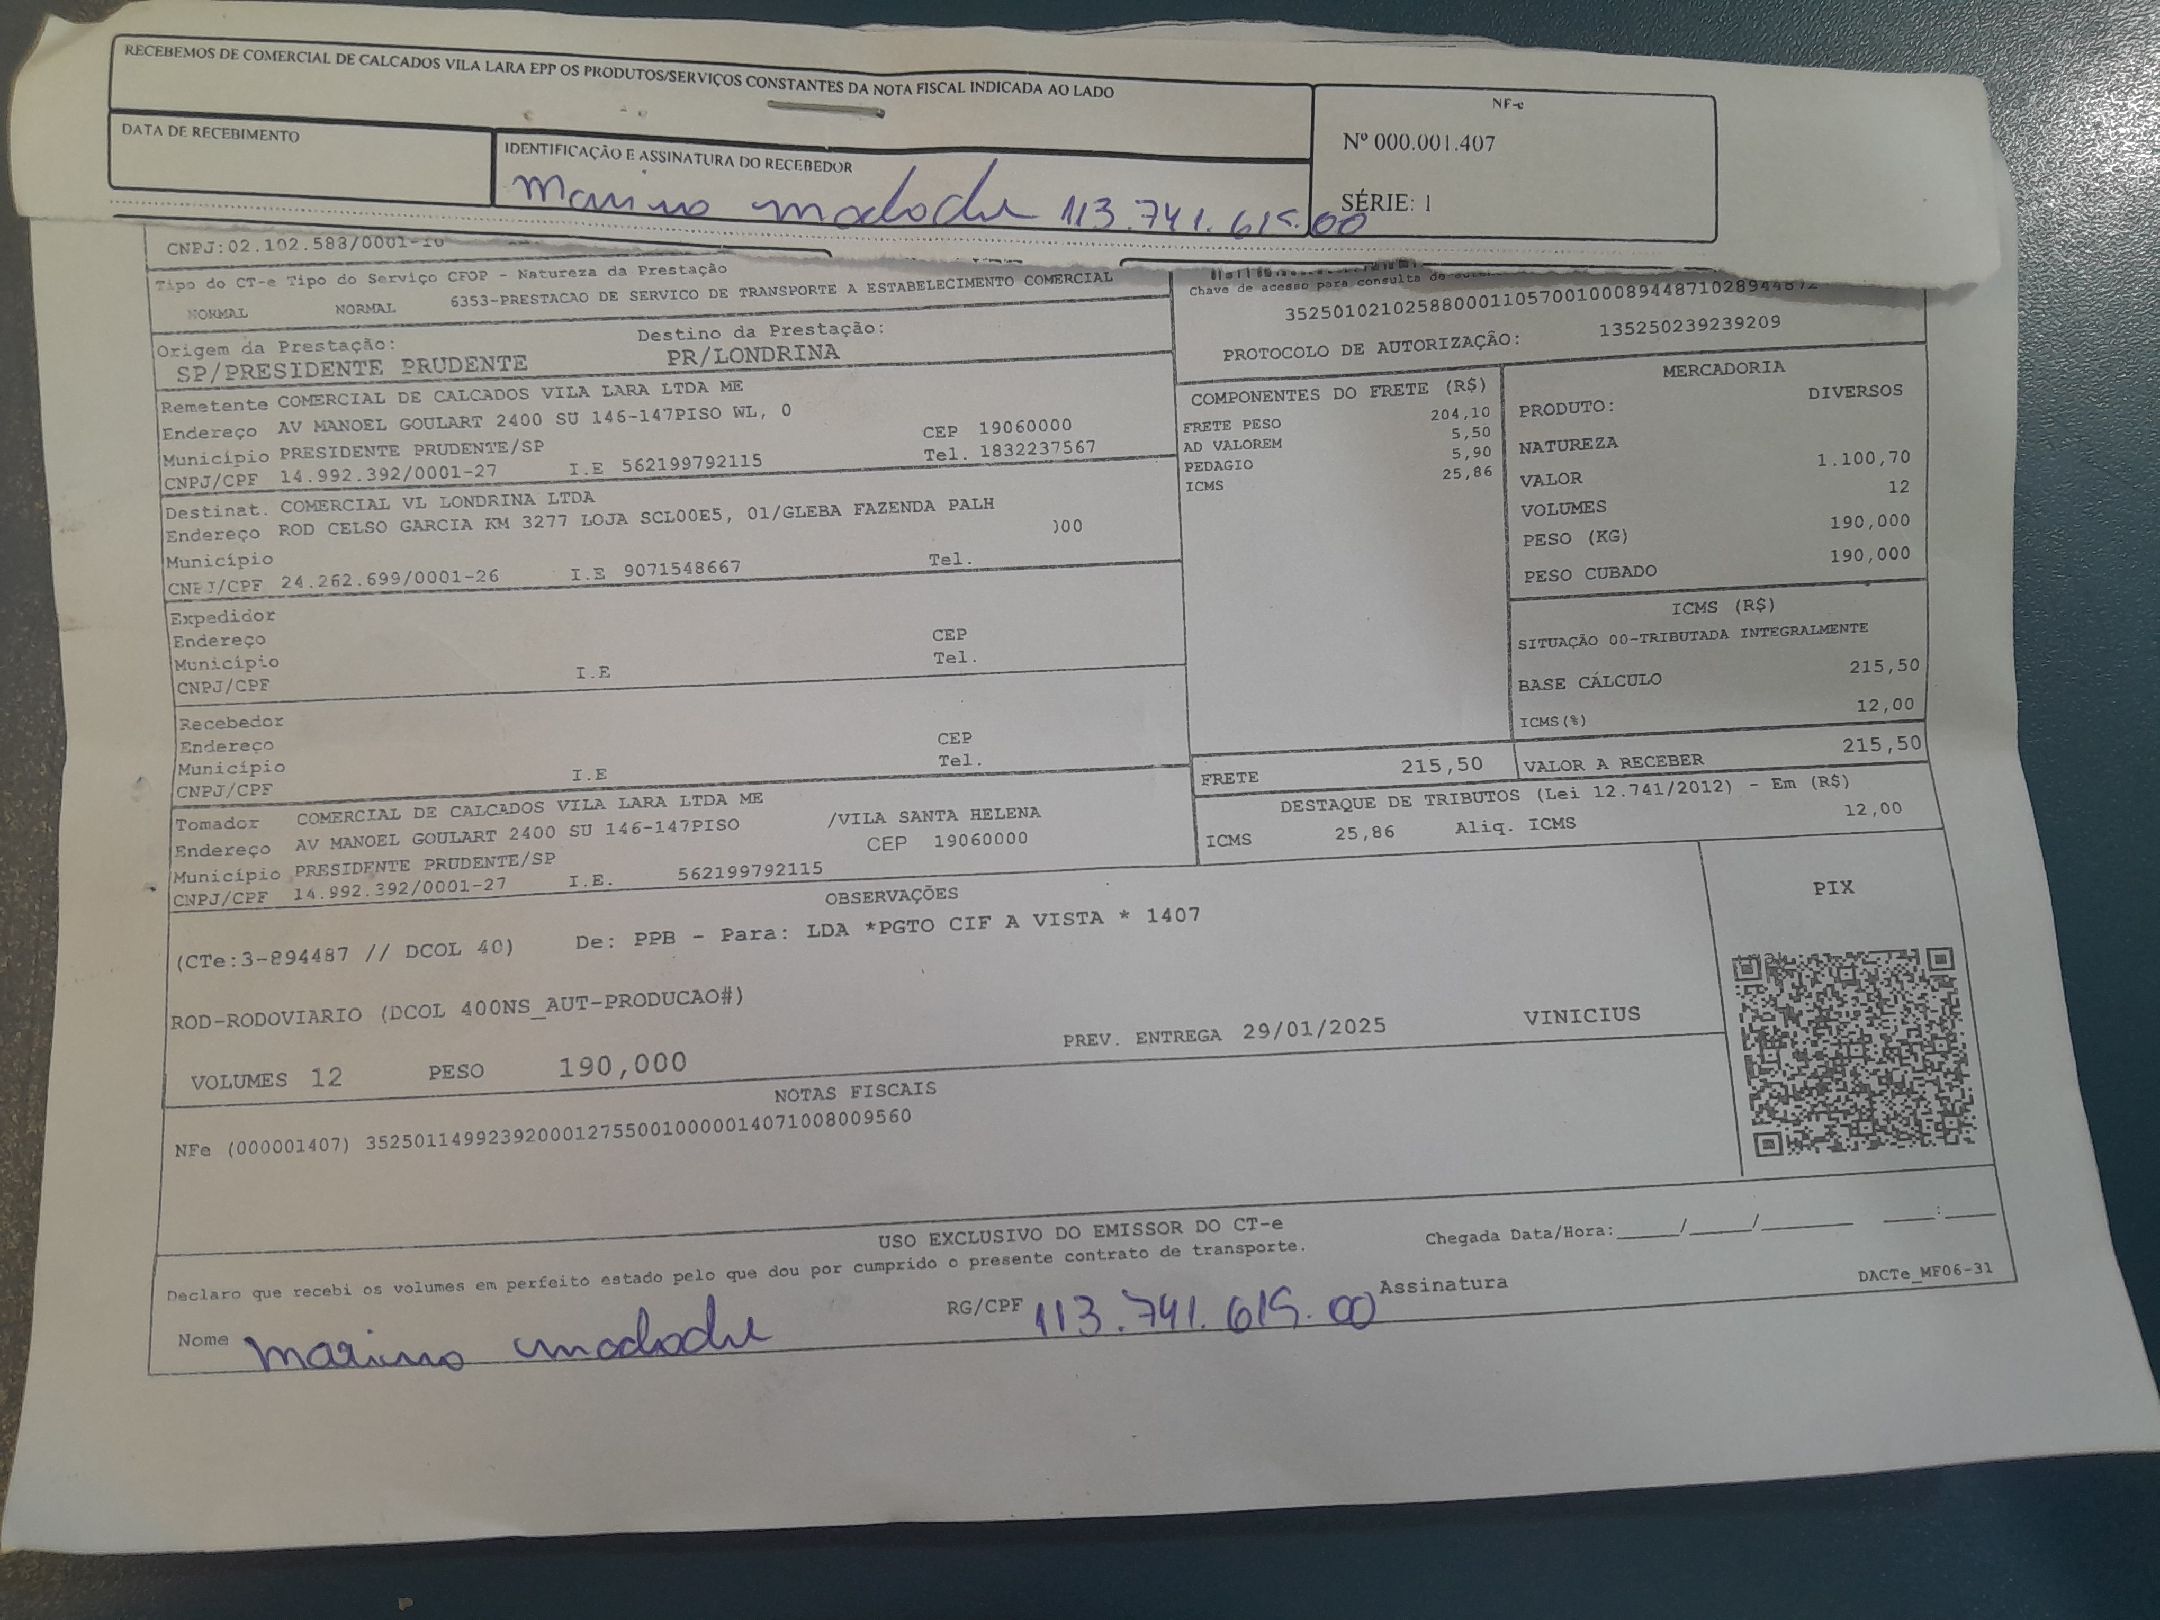 RECEBEMOS DE COMERCIAL DE CALCADOS VILA LARA EPP OS PRODUTOS/SERVIÇOS CONSTANTES DA NOTA FISCAL INDICADA AO LADO
NF-e
Nº 000.001.407
SÉRIE: 1
DATA DE RECEBIMENTO
IDENTIFICAÇÃO E ASSINATURA DO RECEBEDOR
113.741.615.00
CNPJ:02.102.588/0001-10
Tipo do CT-e Tipo do Serviço CFOP - Natureza da Prestação
NORMAL NORMAL 6353-PRESTACAO DE SERVICO DE TRANSPORTE A ESTABELECIMENTO COMERCIAL
Chave de acesso para consulta de
35250102102588000110570010008944871028944872
PROTOCOLO DE AUTORIZAÇÃO: 135250239239209
Origem da Prestação: Destino da Prestação:
SP/PRESIDENTE PRUDENTE PR/LONDRINA
Remetente COMERCIAL DE CALCADOS VILA LARA LTDA ME
Endereço AV MANOEL GOULART 2400 SU 146-147PISO WL, 0
Município PRESIDENTE PRUDENTE/SP CEP 19060000
CNPJ/CPF 14.992.392/0001-27 I.E 562199792115 Tel. 1832237567
Destinat. COMERCIAL VL LONDRINA LTDA
Endereço ROD CELSO GARCIA KM 3277 LOJA SCL00E5, 01/GLEBA FAZENDA PALH
Município 00
CNPJ/CPF 24.262.699/0001-26 I.E 9071548667 Tel.
Expedidor
Endereço
Município CEP
CNPJ/CPF I.E Tel.
Recebedor
Endereço
Município CEP
CNPJ/CPF I.E Tel.
Tomador COMERCIAL DE CALCADOS VILA LARA LTDA ME
Endereço AV MANOEL GOULART 2400 SU 146-147PISO /VILA SANTA HELENA
Município PRESIDENTE PRUDENTE/SP CEP 19060000
CNPJ/CPF 14.992.392/0001-27 I.E. 562199792115
COMPONENTES DO FRETE (R$)
FRETE PESO 204,10
AD VALOREM 5,50
PEDAGIO 5,90
ICMS 25,86
MERCADORIA
PRODUTO: DIVERSOS
NATUREZA
VALOR 1.100,70
VOLUMES 12
PESO (KG) 190,000
PESO CUBADO 190,000
ICMS (R$)
SITUAÇÃO 00-TRIBUTADA INTEGRALMENTE
BASE CÁLCULO 215,50
ICMS(%) 12,00
FRETE 215,50 VALOR A RECEBER 215,50
DESTAQUE DE TRIBUTOS (Lei 12.741/2012) - Em (R$)
ICMS 25,86 Aliq. ICMS 12,00
OBSERVAÇÕES
(CTe:3-894487 // DCOL 40) De: PPB - Para: LDA *PGTO CIF A VISTA * 1407
PIX
ROD-RODOVIARIO (DCOL 400NS_AUT-PRODUCAO#)
VOLUMES 12 PESO 190,000 PREV. ENTREGA 29/01/2025 VINICIUS
NOTAS FISCAIS
NFe (000001407) 35250114992392000127550010000014071008009560
USO EXCLUSIVO DO EMISSOR DO CT-e
Declaro que recebi os volumes em perfeito estado pelo que dou por cumprido o presente contrato de transporte.
Chegada Data/Hora:_____/_____/_______ ____:____
Nome RG/CPF 113.741.615.00 Assinatura
DACTe_MF06-31